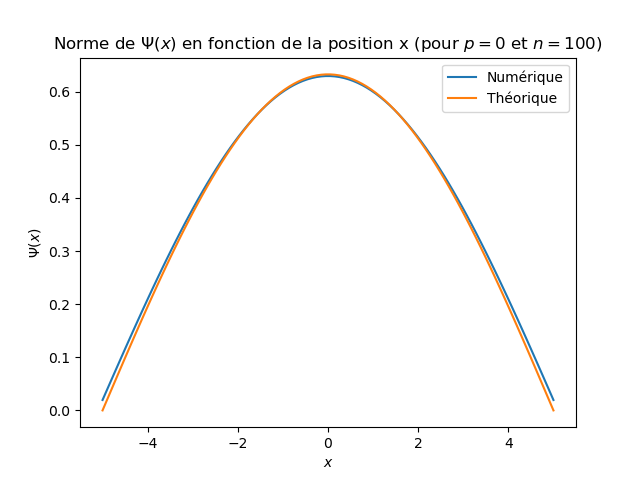 Norme de Ψ(x) en fonction de la position x (pour p = 0 et n = 100)
Numérique
Théorique
Ψ(x)
0.6
0.5
0.4
0.3
0.2
0.1
0.0
−4
−2
0
2
4
x